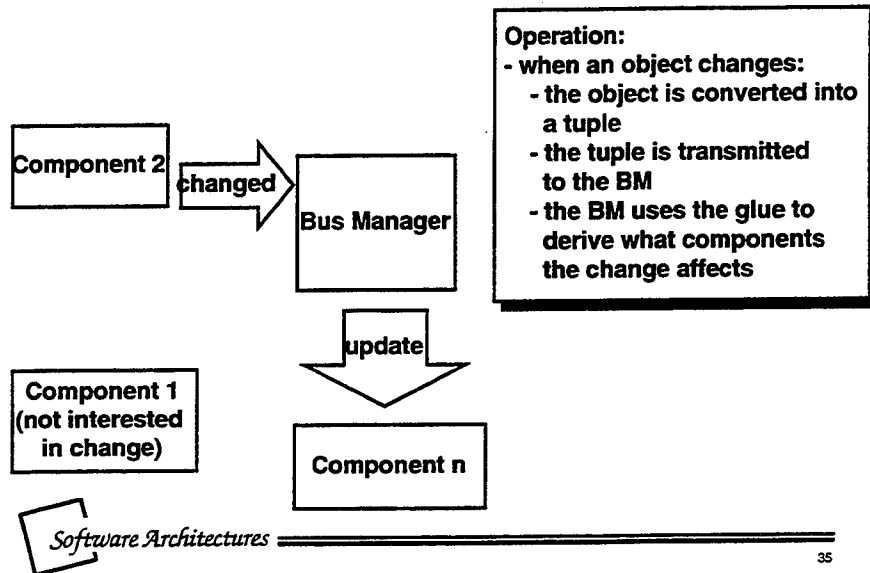 Operation:
- when an object changes:
- the object is converted into
a tuple
- the tuple is transmitted
to the BM
- the BM uses the glue to
derive what components
the change affects
Component 2
changed
Bus Manager
update
Component 1
(not interested
in change)
Component n
Software Architectures
35